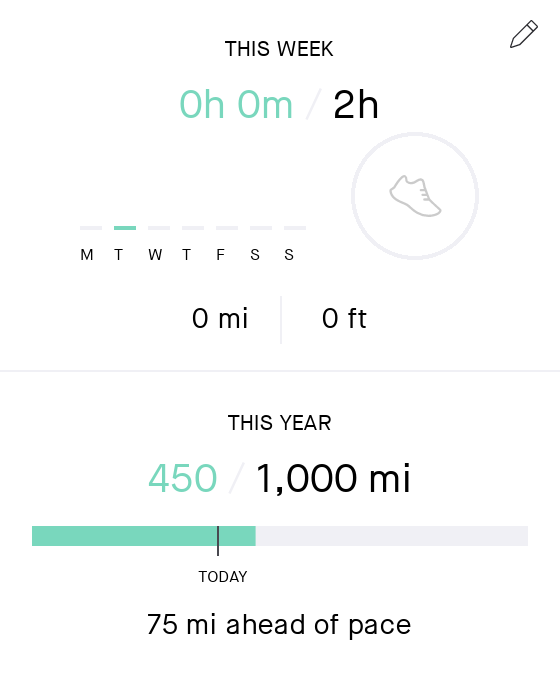 THIS WEEK
0h 0m / 2h
M T W T F S S
0 mi 0 ft
THIS YEAR
450 / 1,000 mi
TODAY
75 mi ahead of pace